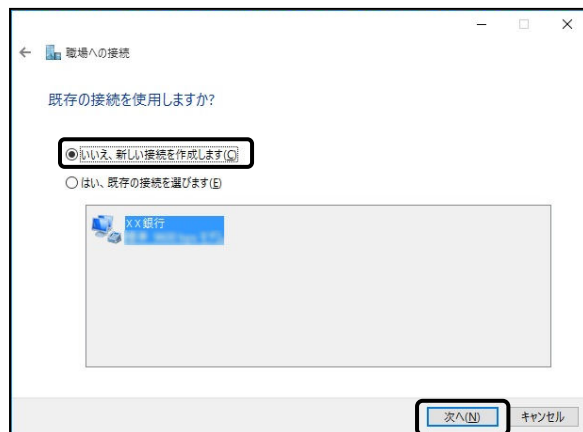 職場への接続
既存の接続を使用しますか?
いいえ、新しい接続を作成します(C)
はい、既存の接続を選びます(E)
××銀行
次へ(N)
キャンセル